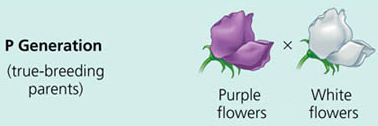 P Generation
(true-breeding
parents)
×
Purple
flowers
White
flowers